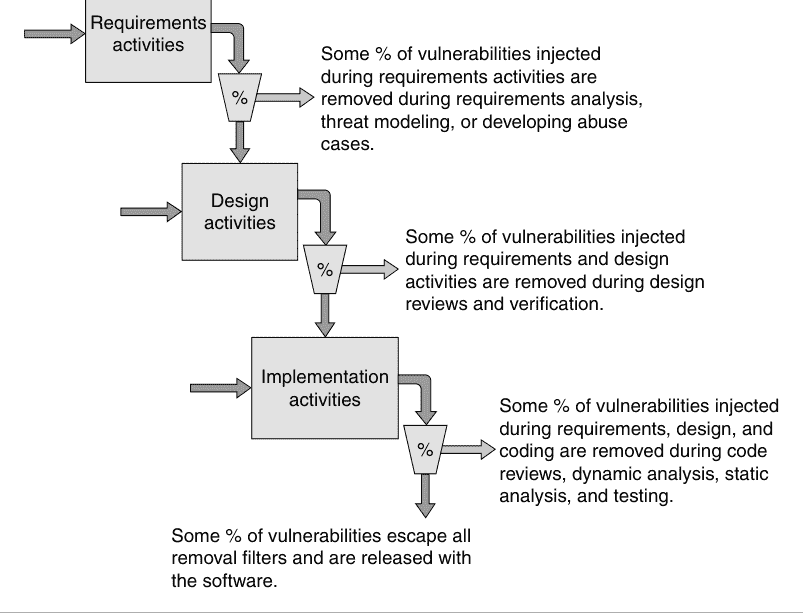 Requirements
activities
Some % of vulnerabilities injected
during requirements activities are
removed during requirements analysis,
threat modeling, or developing abuse
cases.
%
Design
activities
Some % of vulnerabilities injected
during requirements and design
activities are removed during design
reviews and verification.
%
Implementation
activities
Some % of vulnerabilities injected
during requirements, design, and
coding are removed during code
reviews, dynamic analysis, static
analysis, and testing.
%
Some % of vulnerabilities escape all
removal filters and are released with
the software.